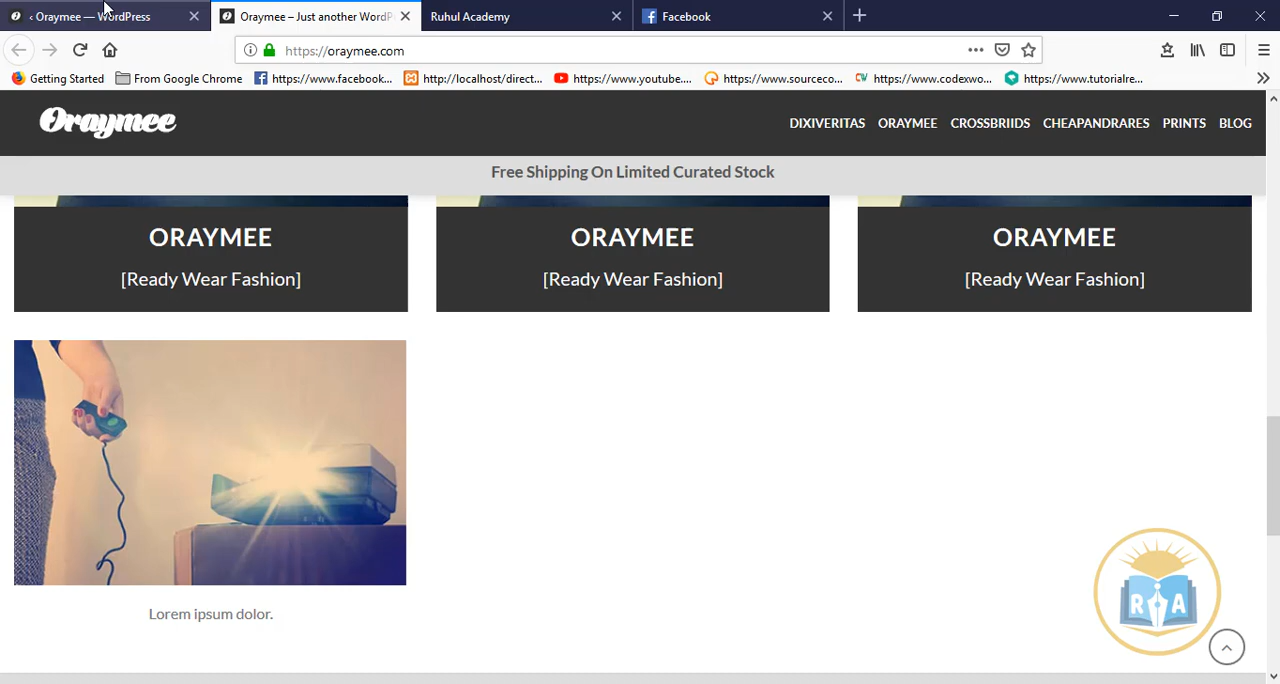 ‹ Oraymee — WordPress
Oraymee – Just another WordP
Ruhul Academy
Facebook
https://oraymee.com
Getting Started
From Google Chrome
https://www.facebook...
http://localhost/direct...
https://www.youtube....
https://www.sourceco...
CW https://www.codexwo...
https://www.tutorialre...
Oraymee
DIXIVERITAS ORAYMEE CROSSBRIIDS CHEAPANDRARES PRINTS BLOG
Free Shipping On Limited Curated Stock
ORAYMEE
[Ready Wear Fashion]
ORAYMEE
[Ready Wear Fashion]
ORAYMEE
[Ready Wear Fashion]
Lorem ipsum dolor.
R A